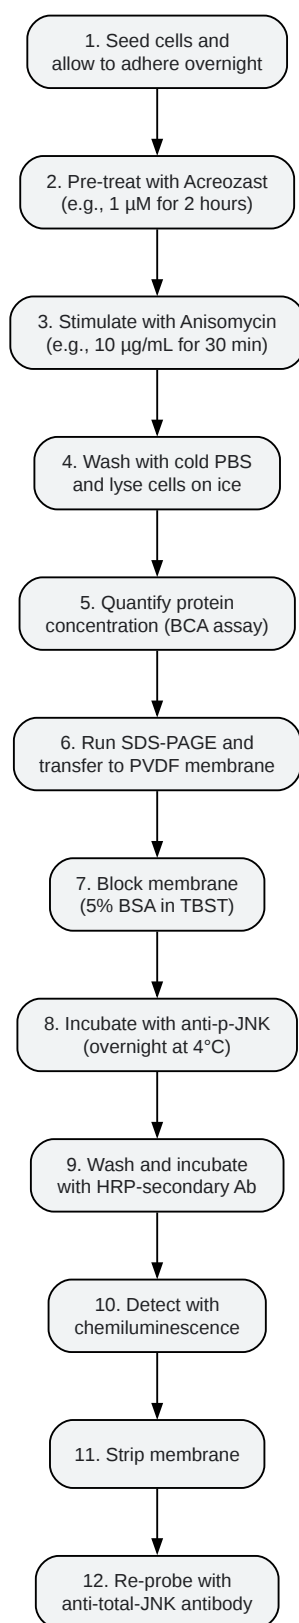 1. Seed cells and
allow to adhere overnight
2. Pre-treat with Acreozast
(e.g., 1 µM for 2 hours)
3. Stimulate with Anisomycin
(e.g., 10 µg/mL for 30 min)
4. Wash with cold PBS
and lyse cells on ice
5. Quantify protein
concentration (BCA assay)
6. Run SDS-PAGE and
transfer to PVDF membrane
7. Block membrane
(5% BSA in TBST)
8. Incubate with anti-p-JNK
(overnight at 4°C)
9. Wash and incubate
with HRP-secondary Ab
10. Detect with
chemiluminescence
11. Strip membrane
12. Re-probe with
anti-total-JNK antibody